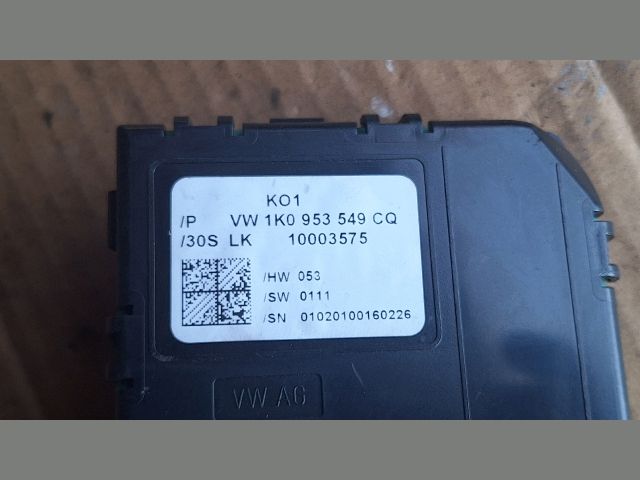 KO1
/P VW 1K0 953 549 CQ
/30S LK 10003575
/HW 053
/SW 0111
/SN 01020100160226
VW AG